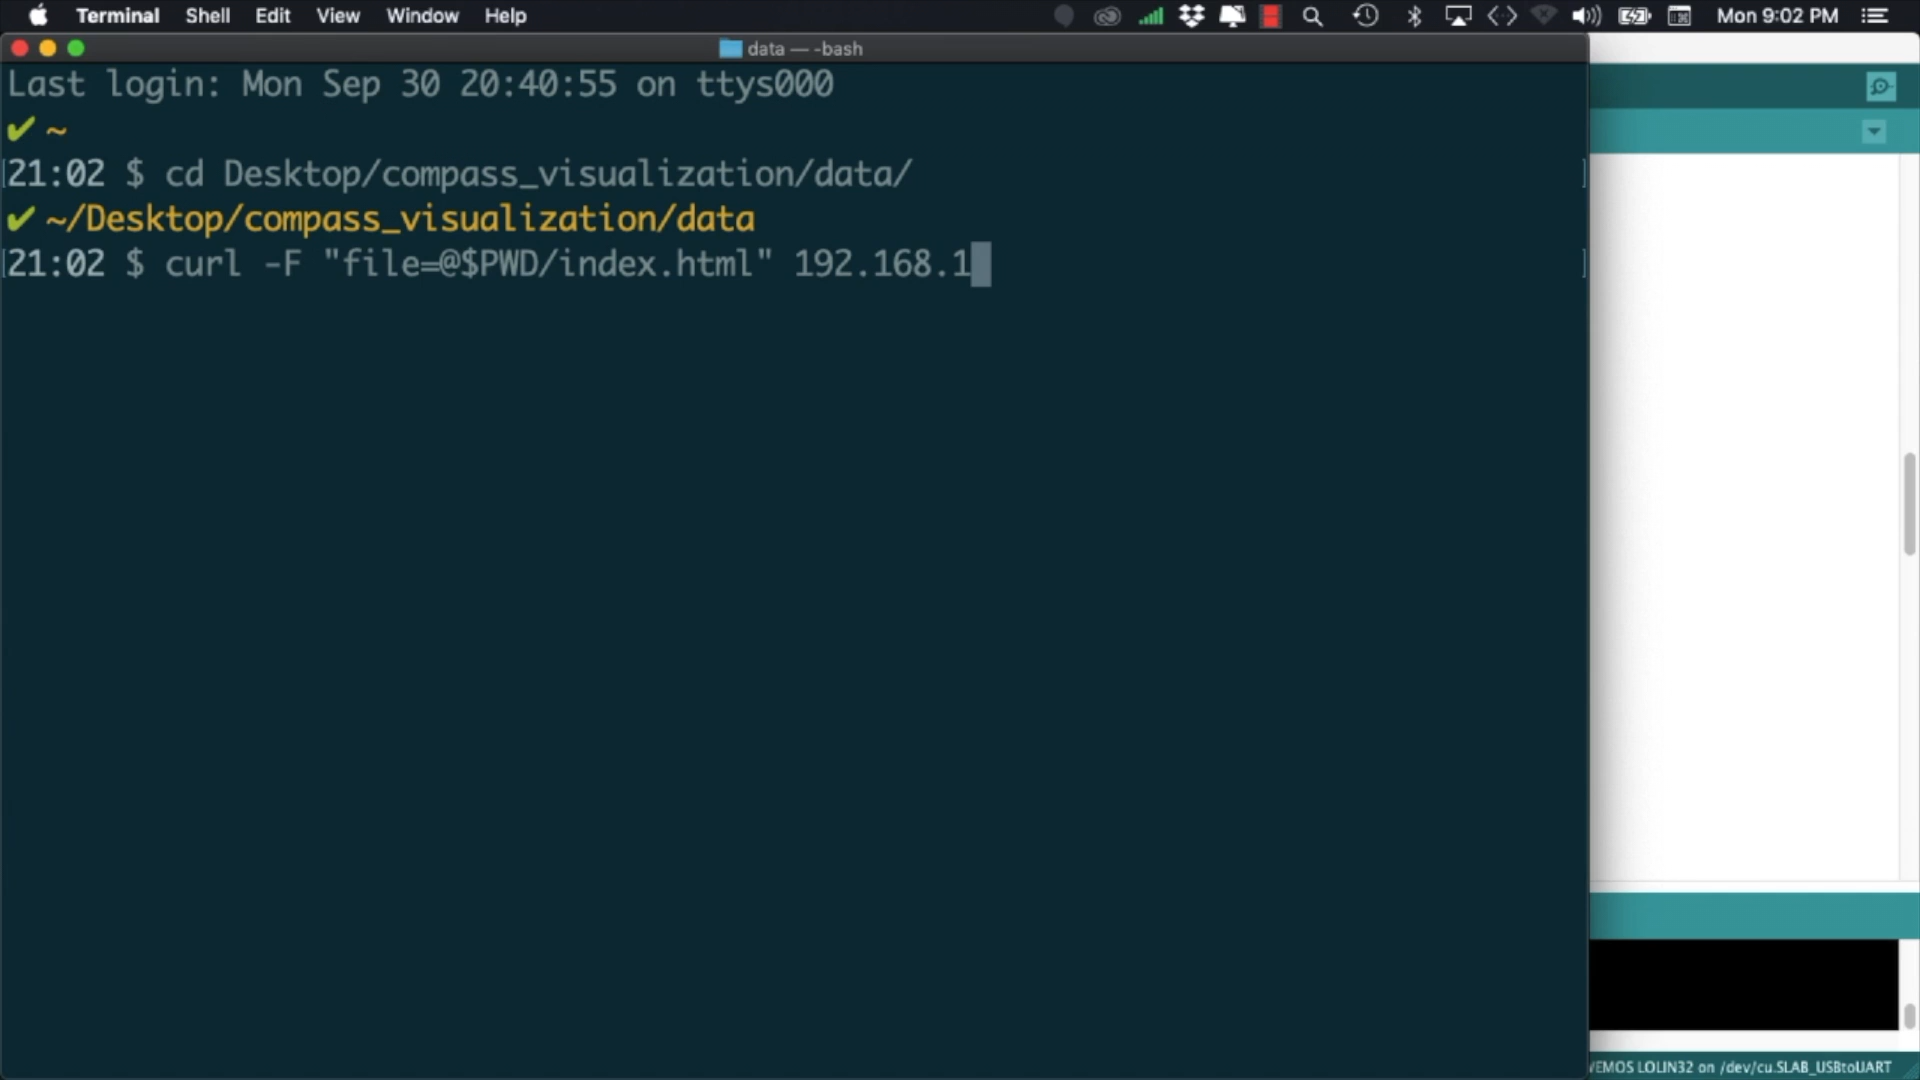 Terminal Shell Edit View Window Help Mon 9:02 PM
data — -bash
Last login: Mon Sep 30 20:40:55 on ttys000
✔ ~
[21:02 $ cd Desktop/compass_visualization/data/ ]
✔ ~/Desktop/compass_visualization/data
[21:02 $ curl -F "file=@$PWD/index.html" 192.168.1 ]
LOLIN32 on /dev/cu.SLAB_USBtoUART